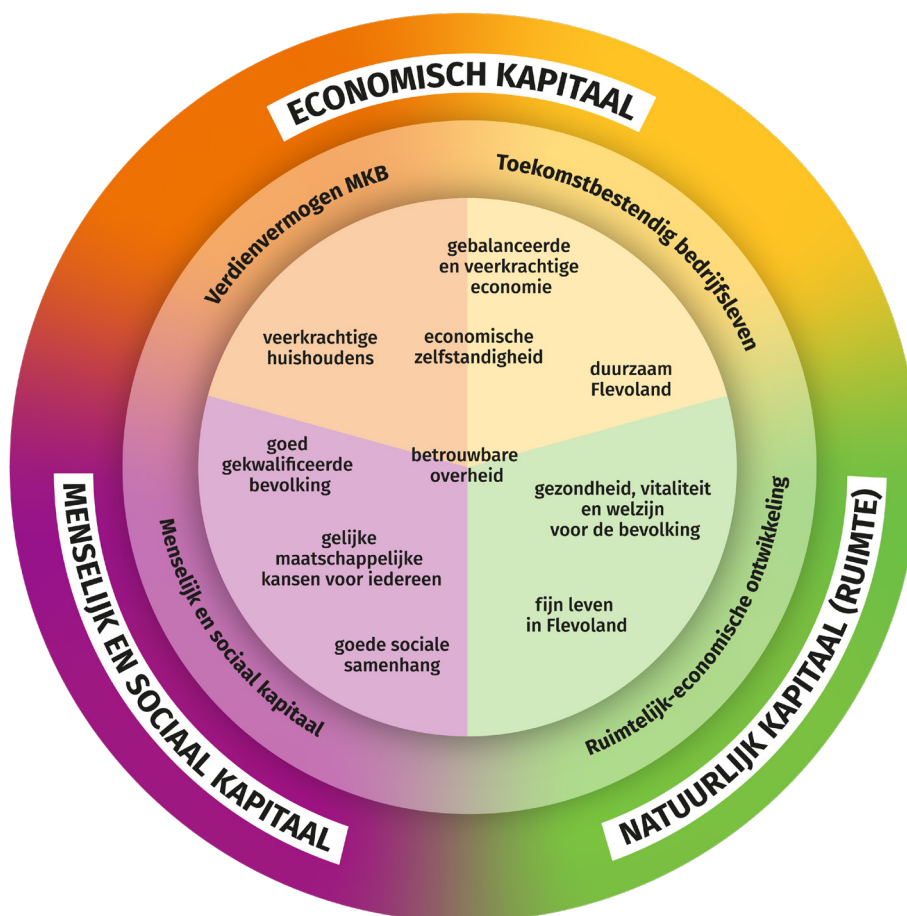 ECONOMISCH KAPITAAL
Verdienvermogen MKB
Toekomstbestendig bedrijfsleven
gebalanceerde
en veerkrachtige
economie
veerkrachtige
huishoudens
economische
zelfstandigheid
duurzaam
Flevoland
goed
gekwalificeerde
bevolking
betrouwbare
overheid
gezondheid, vitaliteit
en welzijn
voor de bevolking
gelijke
maatschappelijke
kansen voor iedereen
fijn leven
in Flevoland
goede sociale
samenhang
Menselijk en sociaal kapitaal
Ruimtelijk-economische ontwikkeling
MENSELIJK EN SOCIAAL KAPITAAL
NATUURLIJK KAPITAAL (RUIMTE)